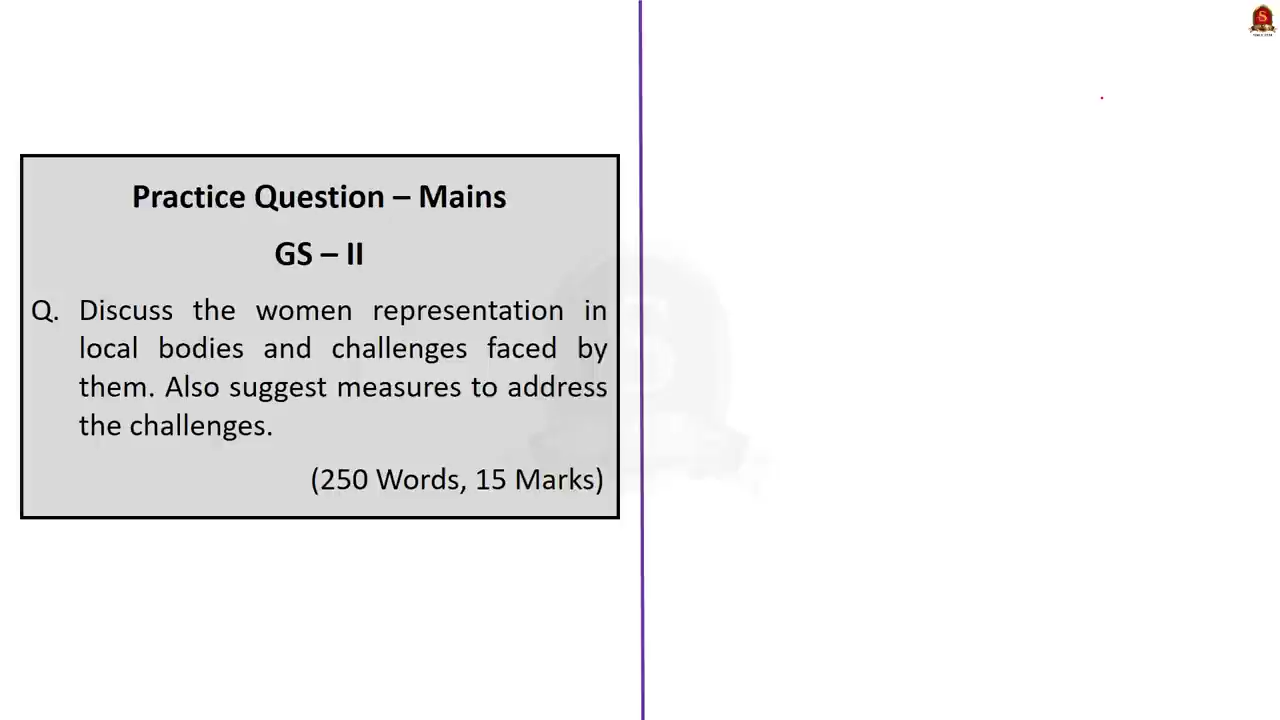 Practice Question – Mains
GS – II
Q. Discuss the women representation in
local bodies and challenges faced by
them. Also suggest measures to address
the challenges.
(250 Words, 15 Marks)
S